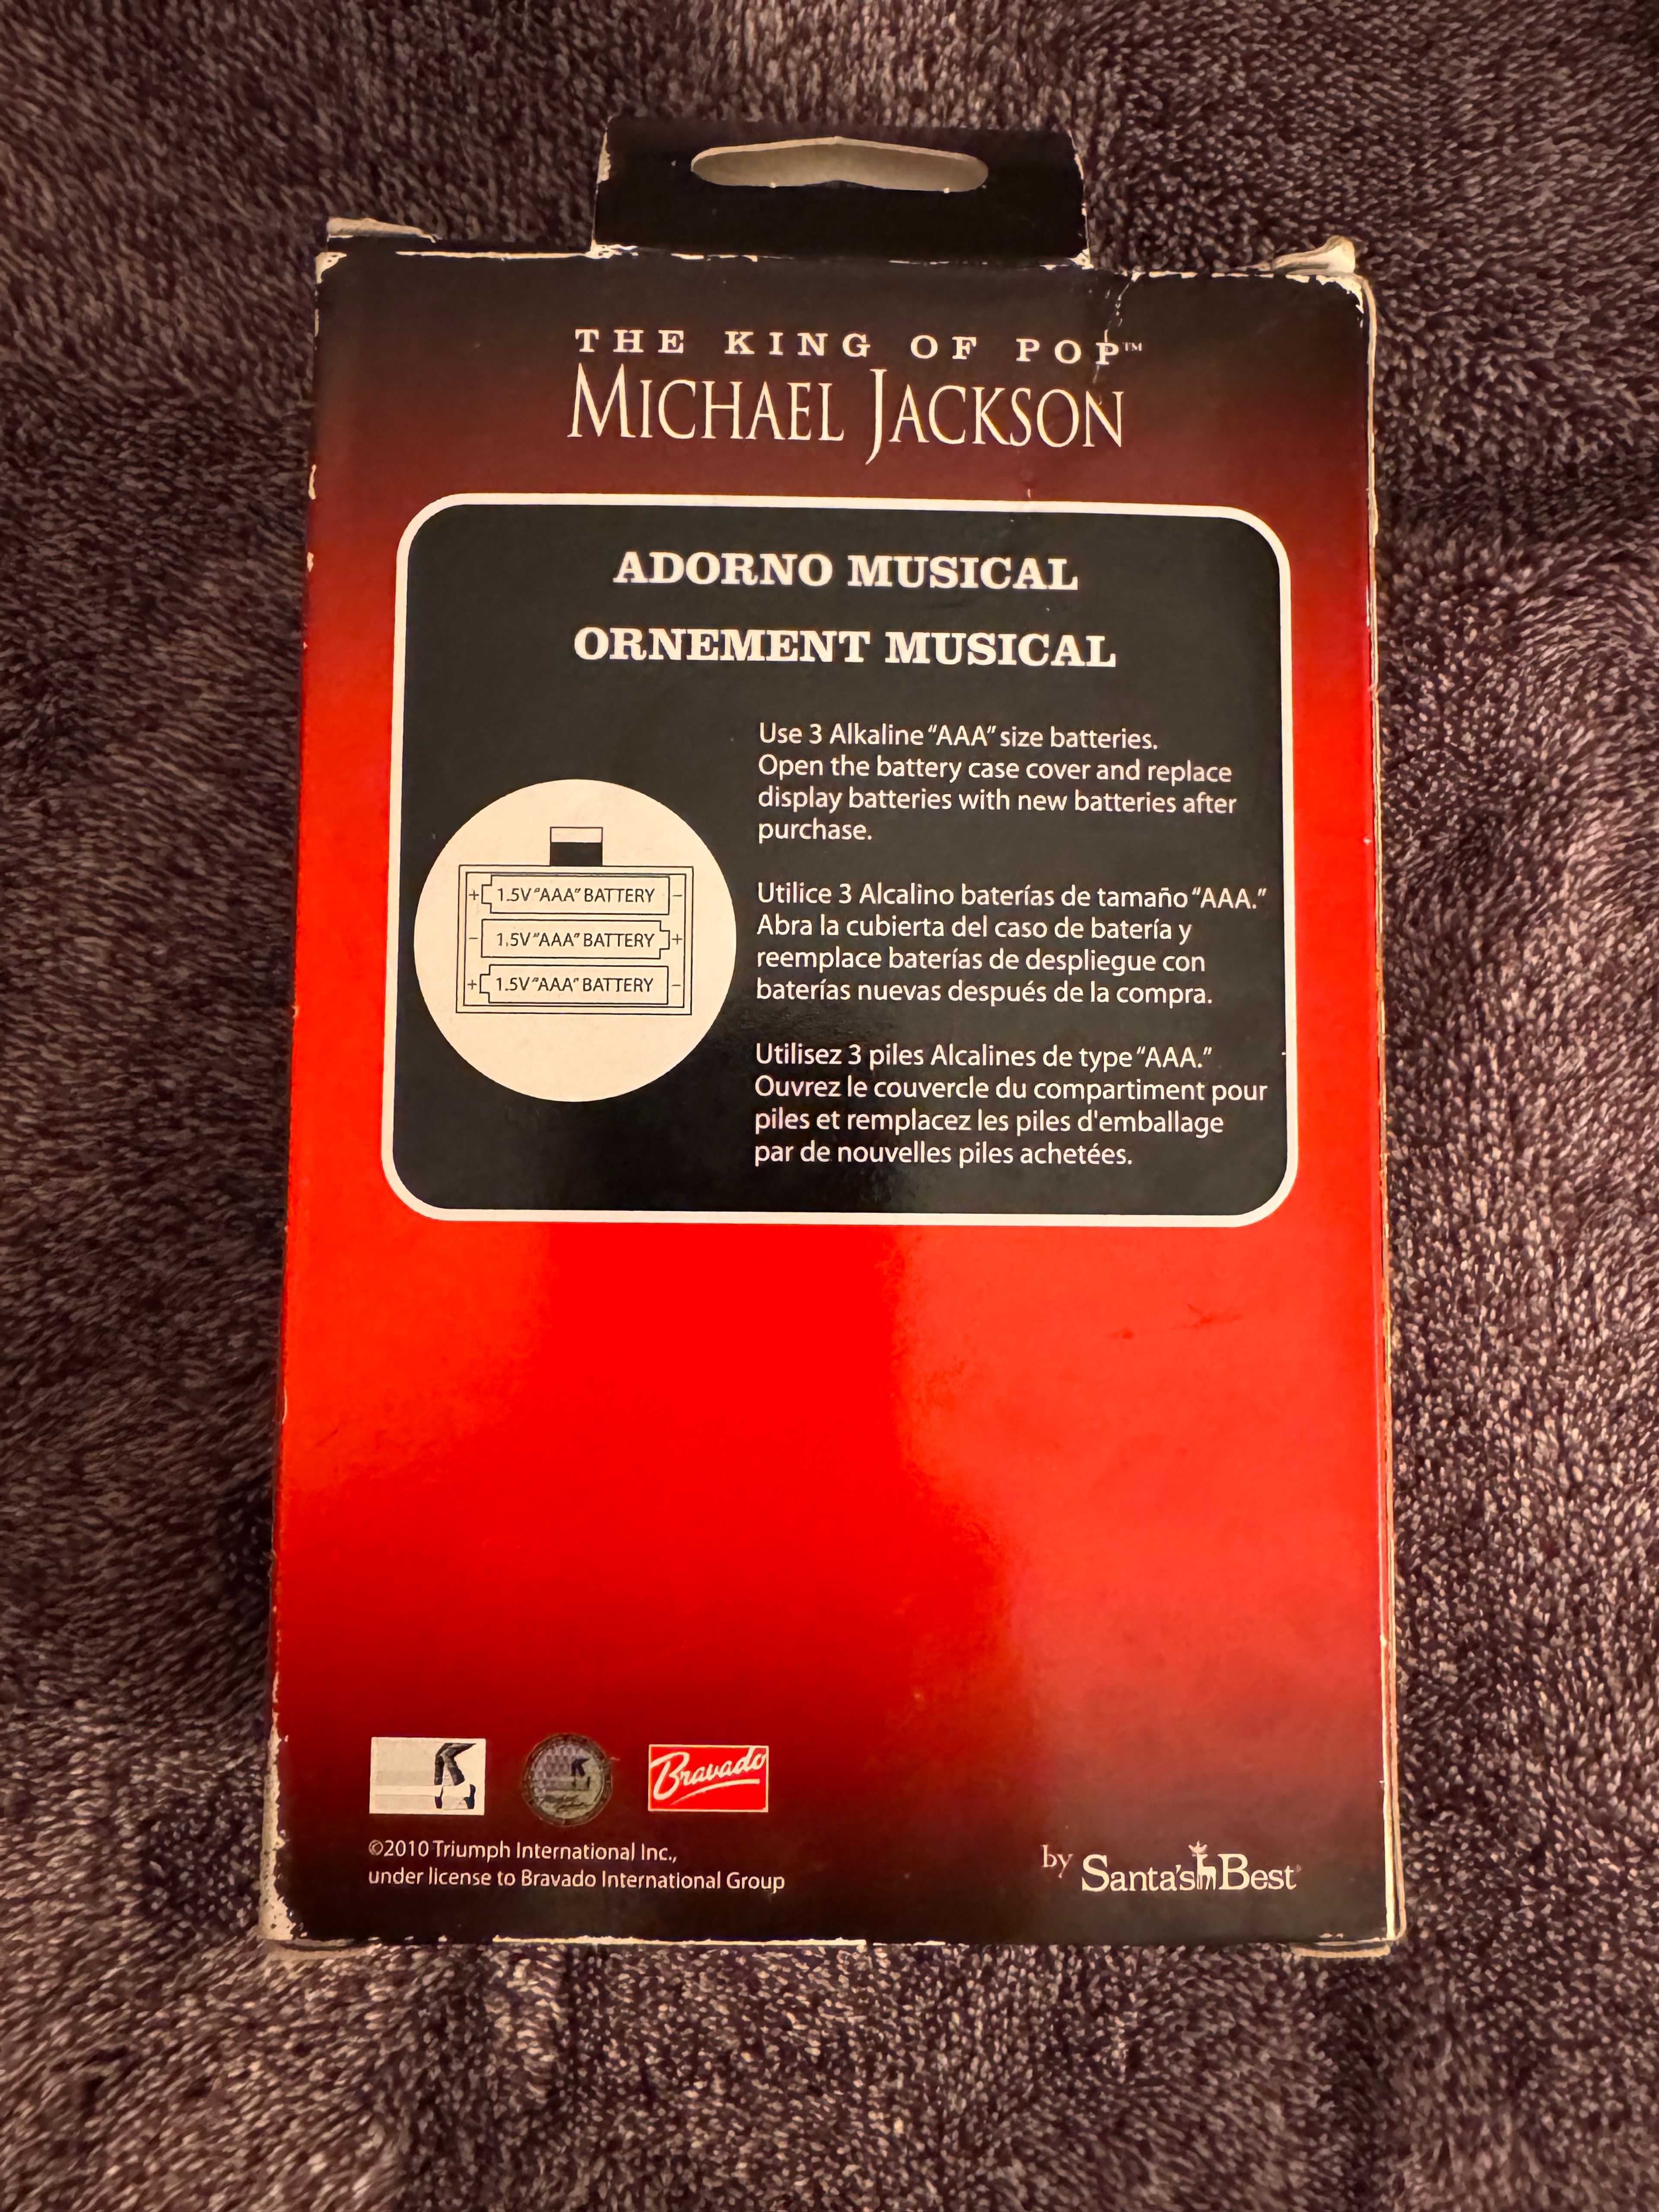 THE KING OF POP™
MICHAEL JACKSON
ADORNO MUSICAL
ORNEMENT MUSICAL
Use 3 Alkaline “AAA” size batteries.
Open the battery case cover and replace
display batteries with new batteries after
purchase.
+ 1.5V “AAA” BATTERY −
− 1.5V “AAA” BATTERY +
+ 1.5V “AAA” BATTERY −
Utilice 3 Alcalino baterías de tamaño “AAA.”
Abra la cubierta del caso de batería y
reemplace baterías de despliegue con
baterías nuevas después de la compra.
Utilisez 3 piles Alcalines de type “AAA.”
Ouvrez le couvercle du compartiment pour
piles et remplacez les piles d'emballage
par de nouvelles piles achetées.
Bravado
©2010 Triumph International Inc.,
under license to Bravado International Group
by Santa's Best